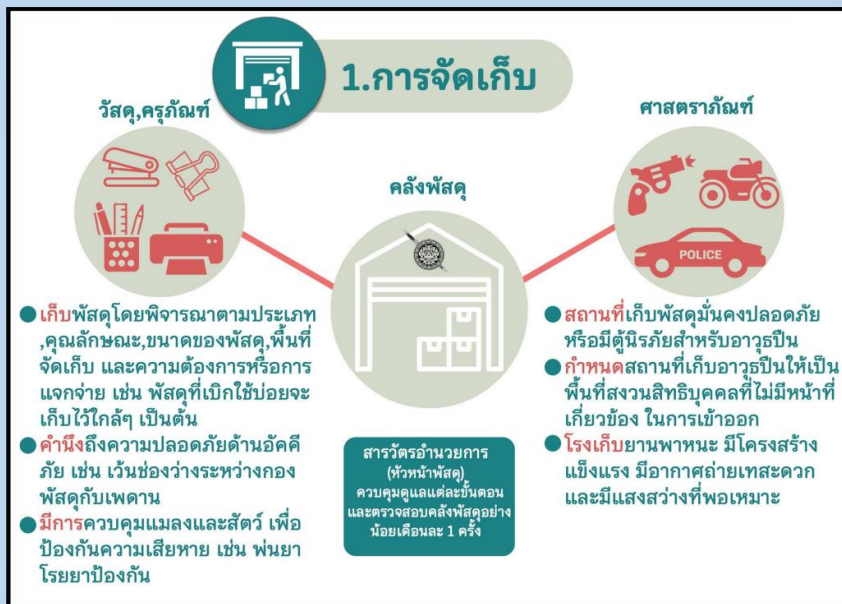 1.การจัดเก็บ
วัสดุ,ครุภัณฑ์
●เก็บพัสดุโดยพิจารณาตามประเภท
,คุณลักษณะ,ขนาดของพัสดุ,พื้นที่
จัดเก็บ และความต้องการหรือการ
แจกจ่าย เช่น พัสดุที่เบิกใช้บ่อยจะ
เก็บไว้ใกล้ๆ เป็นต้น
●คำนึงถึงความปลอดภัยด้านอัคคี
ภัย เช่น เว้นช่องว่างระหว่างกอง
พัสดุกับเพดาน
●มีการควบคุมแมลงและสัตว์ เพื่อ
ป้องกันความเสียหาย เช่น พ่นยา
โรยยาป้องกัน
คลังพัสดุ
สารวัตรอำนวยการ
(หัวหน้าพัสดุ)
ควบคุมดูแลแต่ละขั้นตอน
และตรวจสอบคลังพัสดุอย่าง
น้อยเดือนละ 1 ครั้ง
ศาสตราภัณฑ์
POLICE
●สถานที่เก็บพัสดุมั่นคงปลอดภัย
หรือมีตู้นิรภัยสำหรับอาวุธปืน
●กำหนดสถานที่เก็บอาวุธปืนให้เป็น
พื้นที่สงวนสิทธิบุคคลที่ไม่มีหน้าที่
เกี่ยวข้อง ในการเข้าออก
●โรงเก็บยานพาหนะ มีโครงสร้าง
แข็งแรง มีอากาศถ่ายเทสะดวก
และมีแสงสว่างที่พอเหมาะ